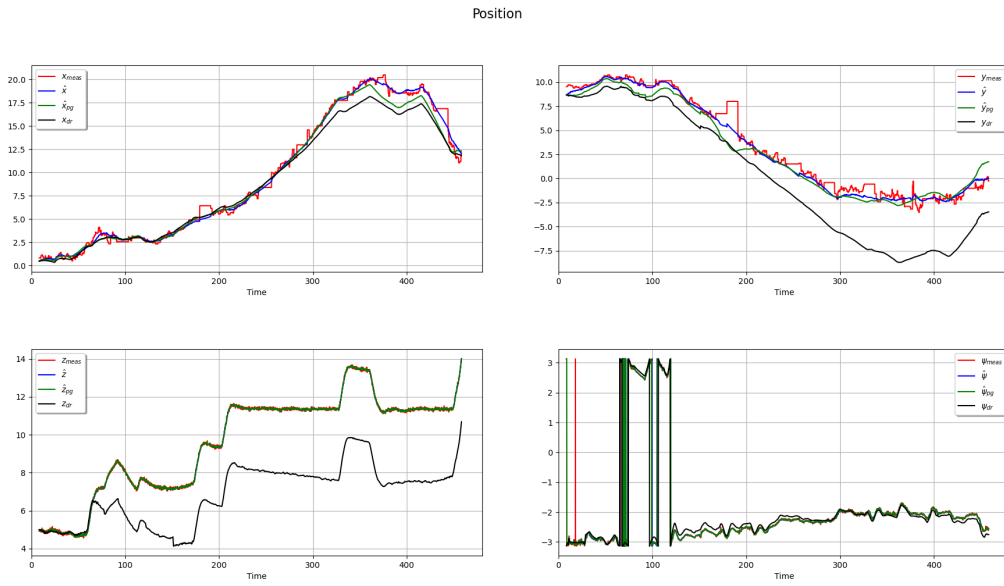 Position
20.0
17.5
15.0
12.5
10.0
7.5
5.0
2.5
0.0
0
100
200
300
400
Time
x_meas
x̂
x̂_pg
x_dr
10.0
7.5
5.0
2.5
0.0
−2.5
−5.0
−7.5
0
100
200
300
400
Time
y_meas
ŷ
ŷ_pg
y_dr
14
12
10
8
6
4
0
100
200
300
400
Time
z_meas
ẑ
ẑ_pg
z_dr
3
2
1
0
−1
−2
−3
0
100
200
300
400
Time
ψ_meas
ψ̂
ψ̂_pg
ψ_dr